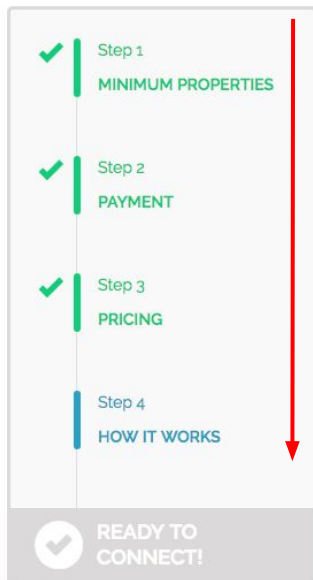 Step 1
MINIMUM PROPERTIES
Step 2
PAYMENT
Step 3
PRICING
Step 4
HOW IT WORKS
READY TO
CONNECT!